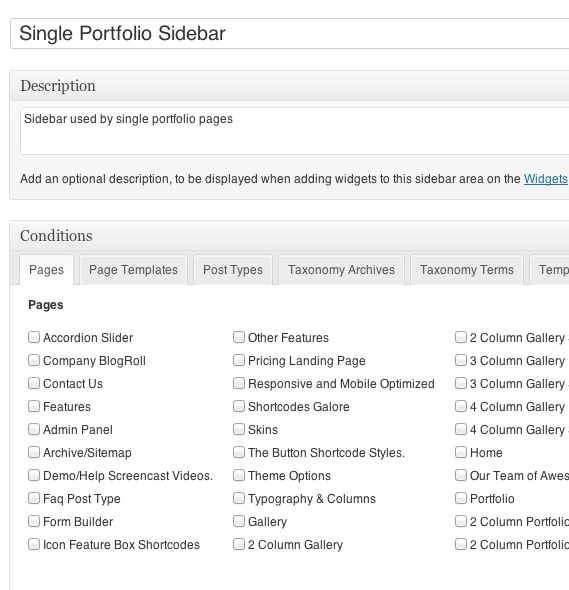 Single Portfolio Sidebar
Description
Sidebar used by single portfolio pages
Add an optional description, to be displayed when adding widgets to this sidebar area on the Widgets
Conditions
Pages Page Templates Post Types Taxonomy Archives Taxonomy Terms Temp
Pages
Accordion Slider Other Features 2 Column Gallery
Company BlogRoll Pricing Landing Page 3 Column Gallery
Contact Us Responsive and Mobile Optimized 3 Column Gallery
Features Shortcodes Galore 4 Column Gallery
Admin Panel Skins 4 Column Gallery
Archive/Sitemap The Button Shortcode Styles. Home
Demo/Help Screencast Videos. Theme Options Our Team of Awes
Faq Post Type Typography & Columns Portfolio
Form Builder Gallery 2 Column Portfolio
Icon Feature Box Shortcodes 2 Column Gallery 2 Column Portfolio